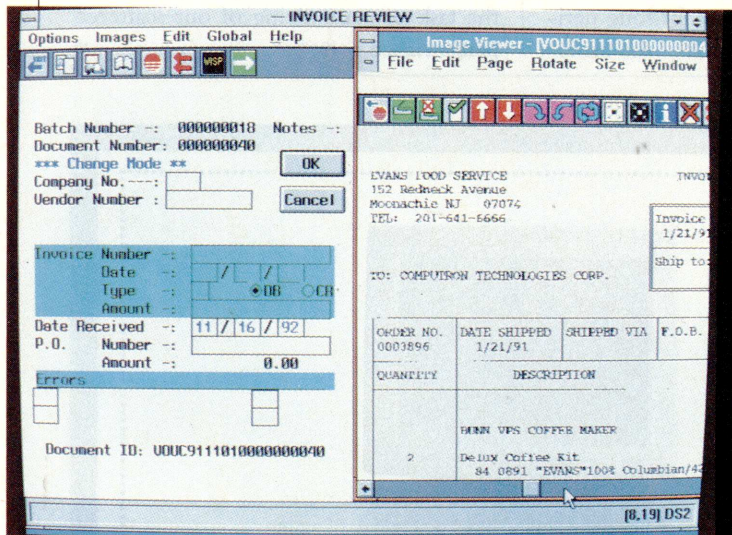 — INVOICE REVIEW —
Options Images Edit Global Help
WISP
Batch Number -: 000000018 Notes -:
Document Number: 000000040
*** Change Mode **
OK
Company No.---:
Vendor Number :
Cancel
Invoice Number -:
Date -: / /
Type -: DB CR
Amount -:
Date Received -: 11 / 16 / 92
P.O. Number -:
Amount -: 0.00
Errors
Document ID: VOUC9111010000000040
Image Viewer - [VOUC911101000000004
File Edit Page Rotate Size Window
EVANS FOOD SERVICE
152 Redneck Avenue
Moonachie NJ 07074
TEL: 201-641-6666
INVO
Invoice
1/21/91
Ship to:
TO: COMPUTRON TECHNOLOGIES CORP.
ORDER NO. DATE SHIPPED SHIPPED VIA F.O.B.
0003896 1/21/91
QUANTITY DESCRIPTION
BUNN VPS COFFEE MAKER
2 Delux Coffee Kit
84 0891 "EVANS"100% Columbian/42
[8,19] DS2